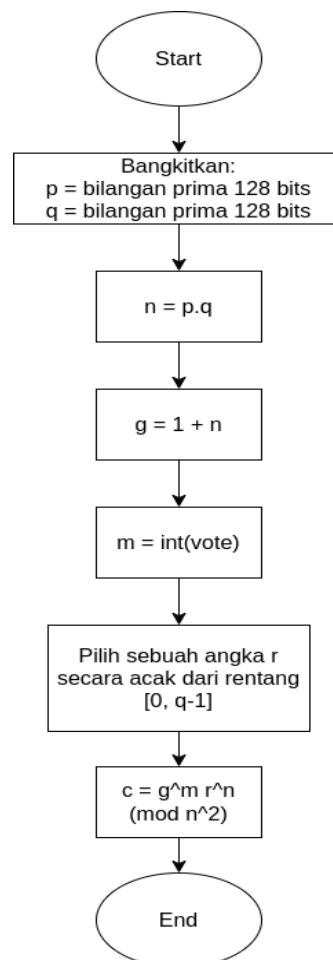 Start
Bangkitkan:
p = bilangan prima 128 bits
q = bilangan prima 128 bits
n = p.q
g = 1 + n
m = int(vote)
Pilih sebuah angka r
secara acak dari rentang
[0, q-1]
c = g^m r^n
(mod n^2)
End